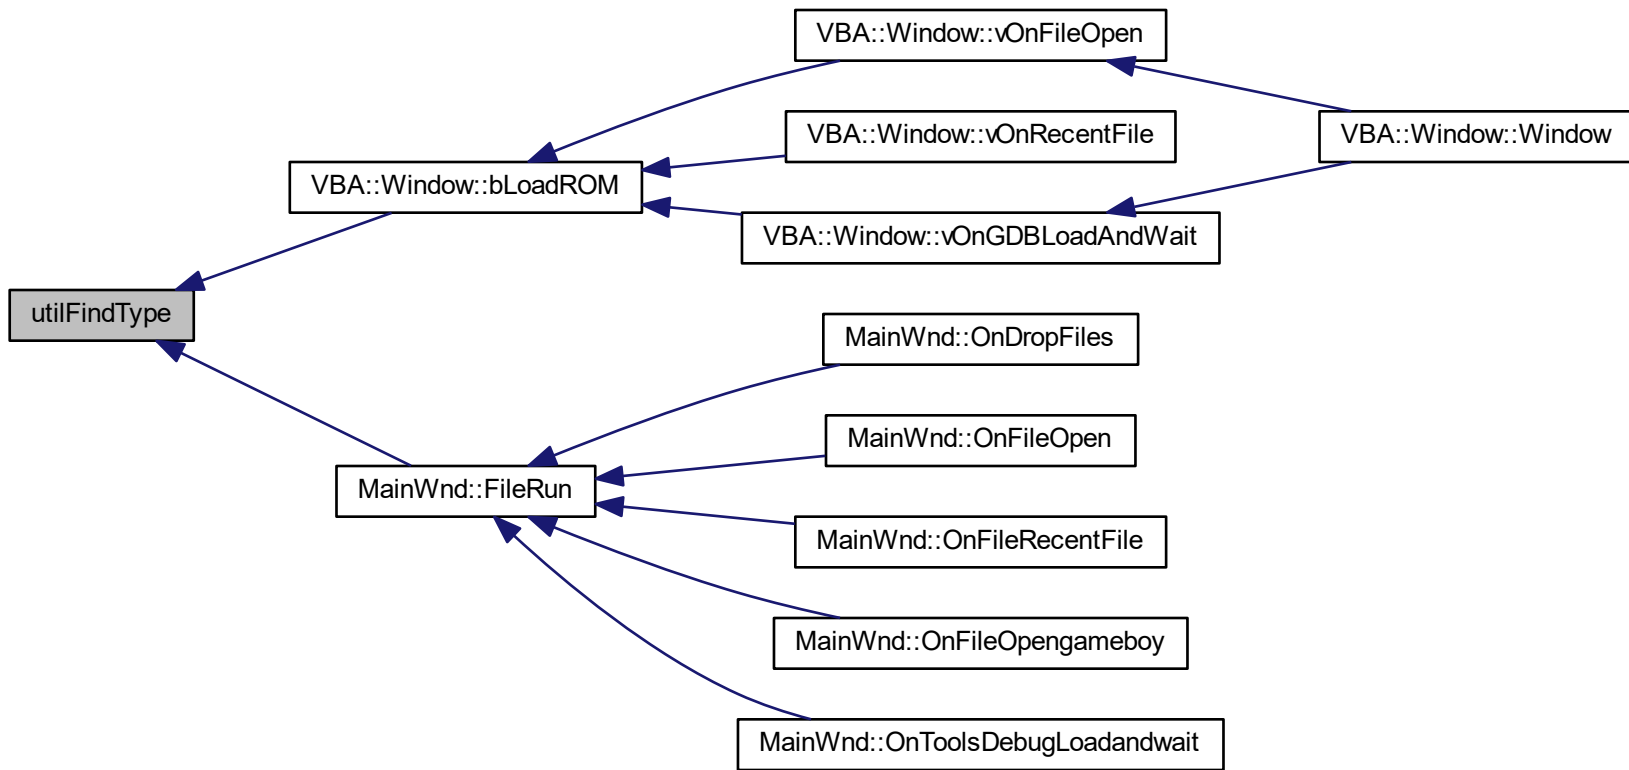 VBA::Window::vOnFileOpen
VBA::Window::Window
VBA::Window::vOnRecentFile
VBA::Window::bLoadROM
VBA::Window::vOnGDBLoadAndWait
utilFindType
MainWnd::OnDropFiles
MainWnd::OnFileOpen
MainWnd::FileRun
MainWnd::OnFileRecentFile
MainWnd::OnFileOpengameboy
MainWnd::OnToolsDebugLoadandwait